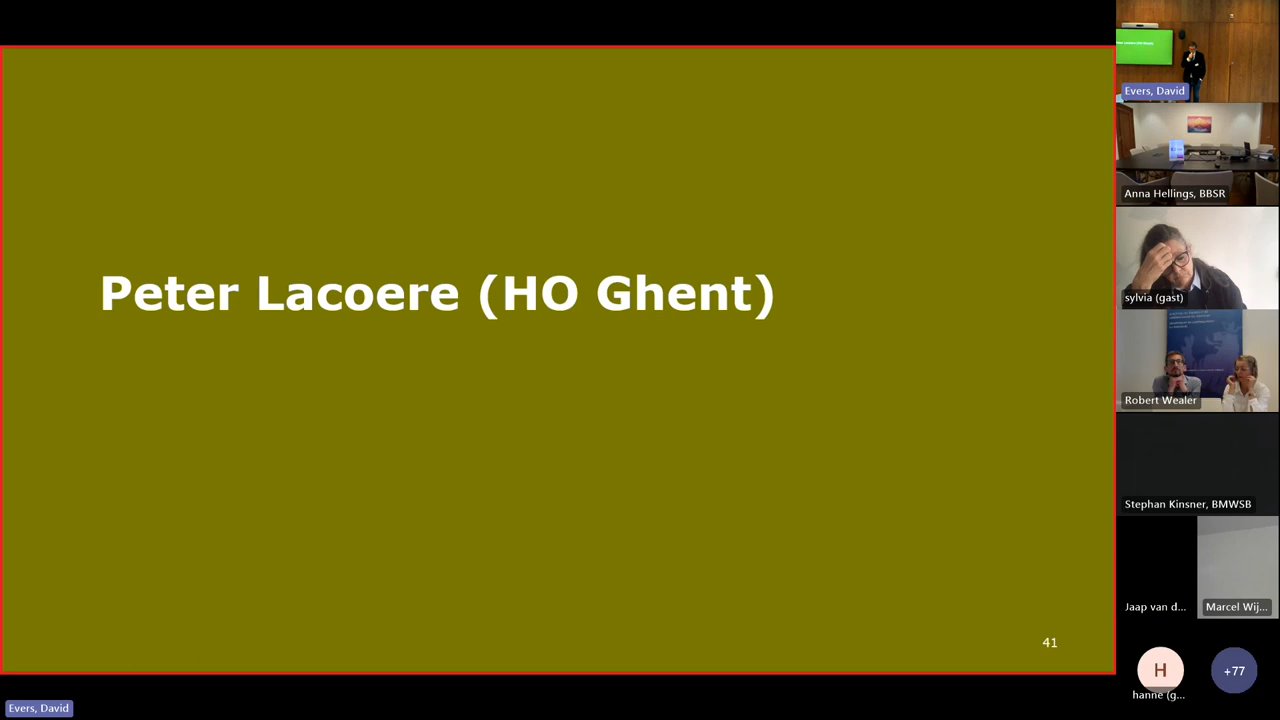 Peter Lacoere (HO Ghent)
41
Evers, David
Evers, David
Anna Hellings, BBSR
sylvia (gast)
Robert Wealer
Stephan Kinsner, BMWSB
Jaap van d...
Marcel Wij...
H
hanne (g...
+77